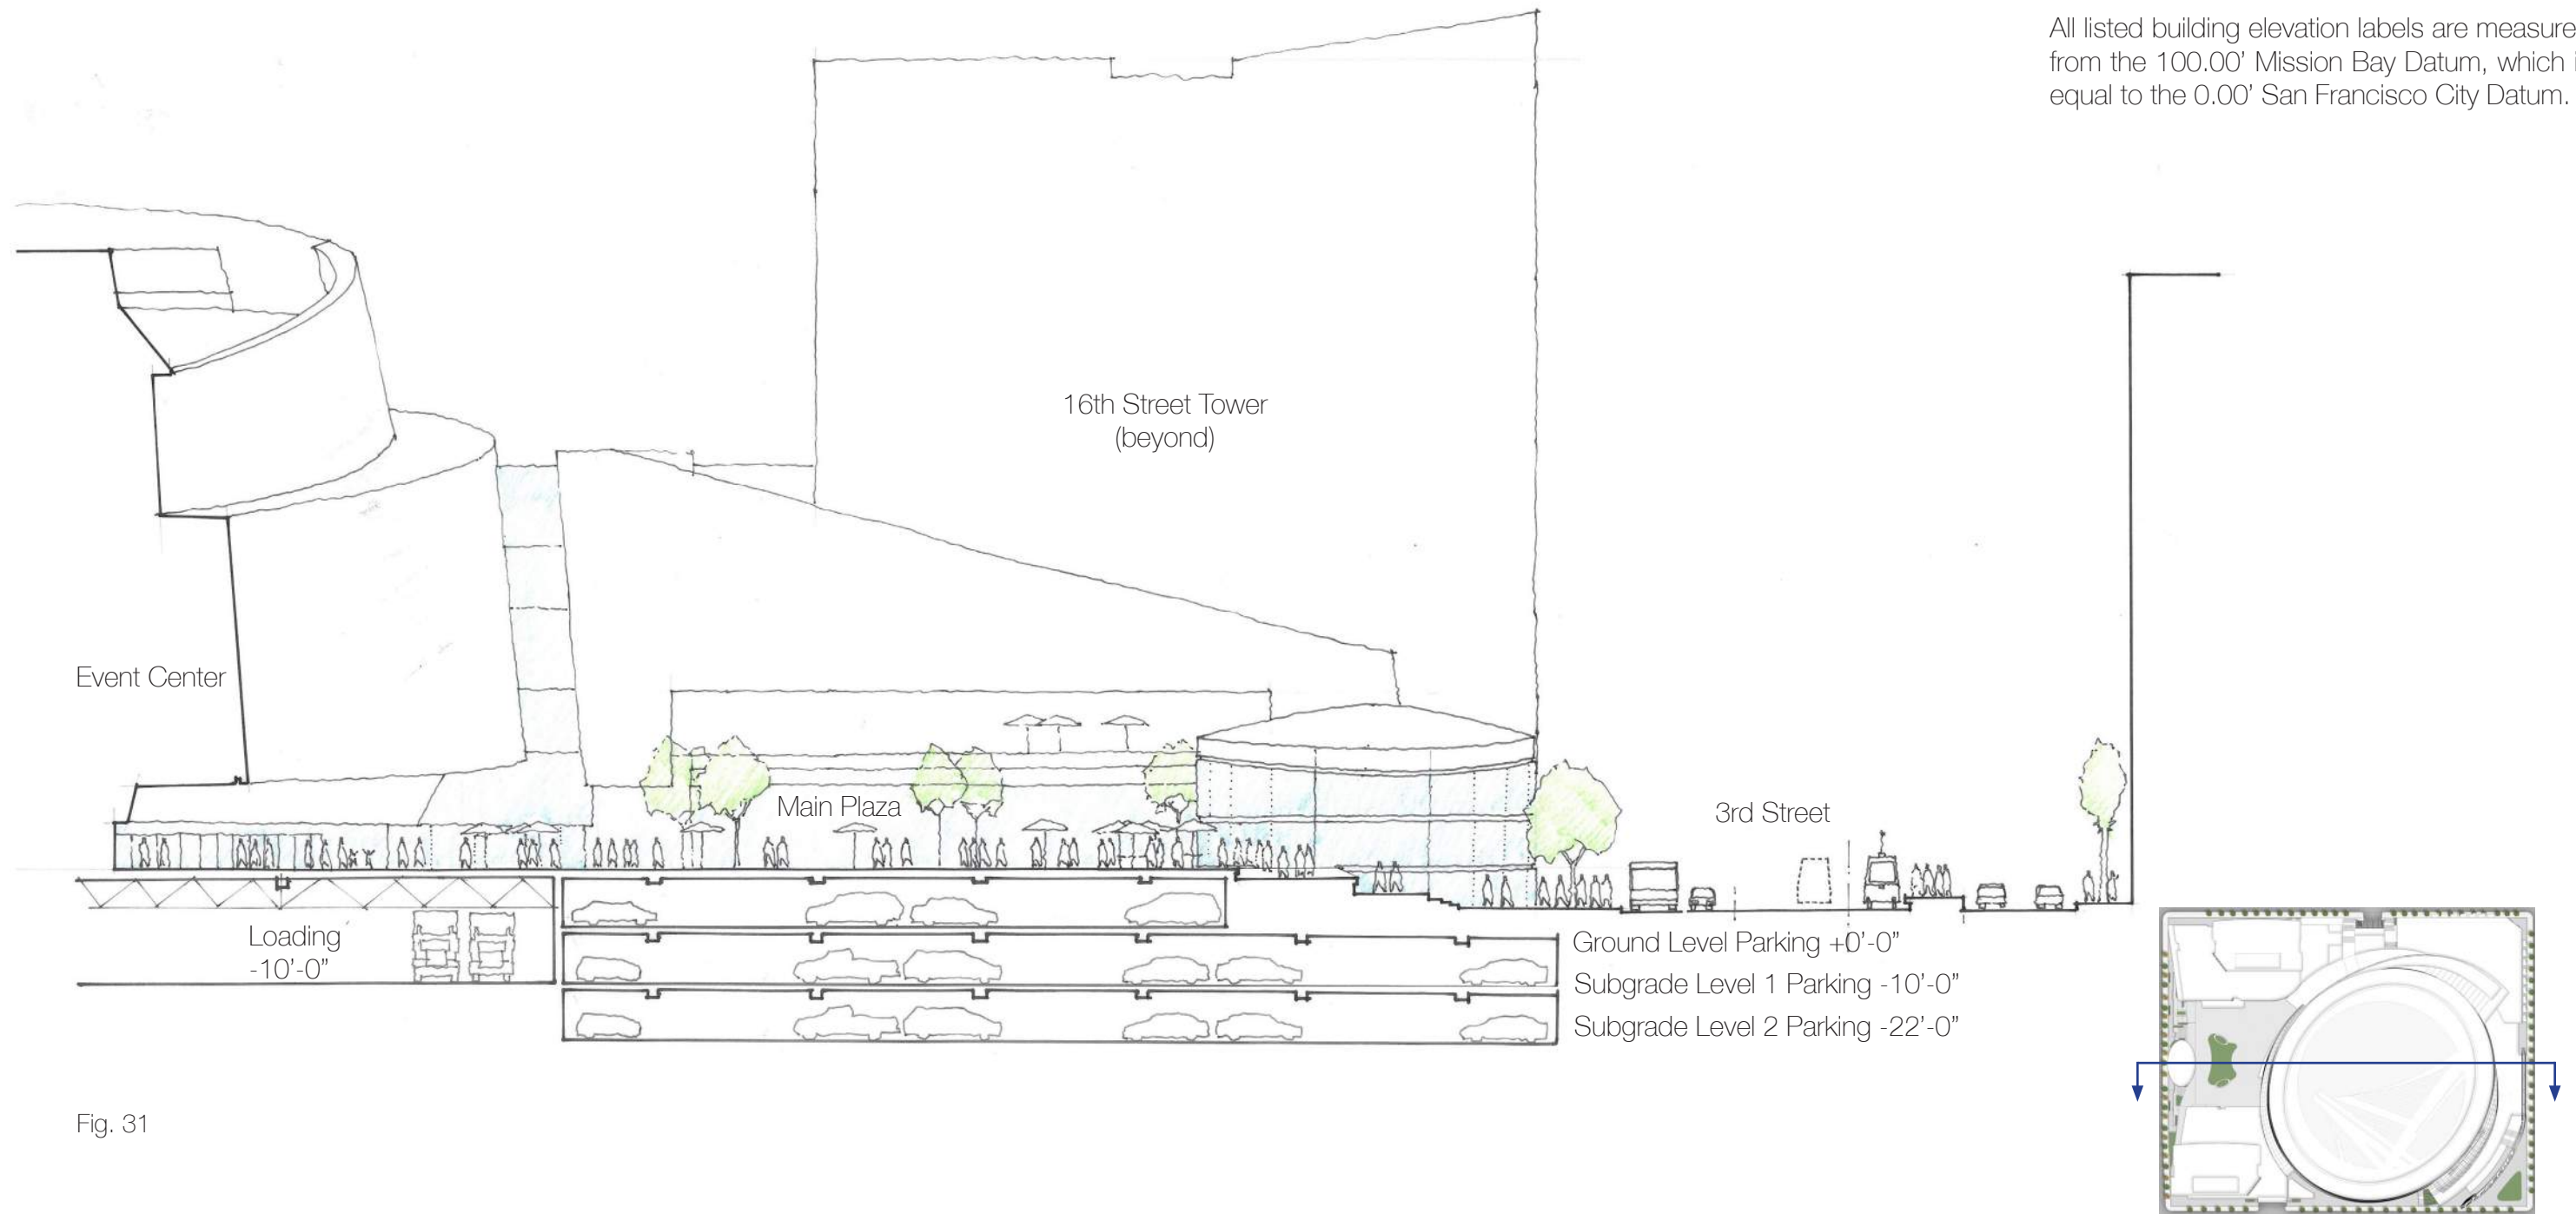 All listed building elevation labels are measure
from the 100.00' Mission Bay Datum, which i
equal to the 0.00' San Francisco City Datum.
16th Street Tower
(beyond)
Event Center
Main Plaza
3rd Street
Loading
-10'-0"
Ground Level Parking +0'-0"
Subgrade Level 1 Parking -10'-0"
Subgrade Level 2 Parking -22'-0"
Fig. 31